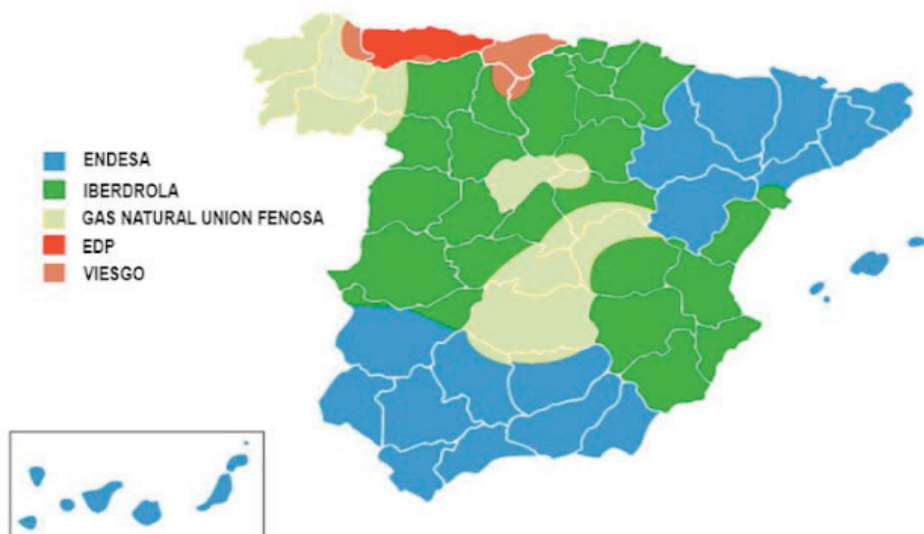 ENDESA
IBERDROLA
GAS NATURAL UNION FENOSA
EDP
VIESGO